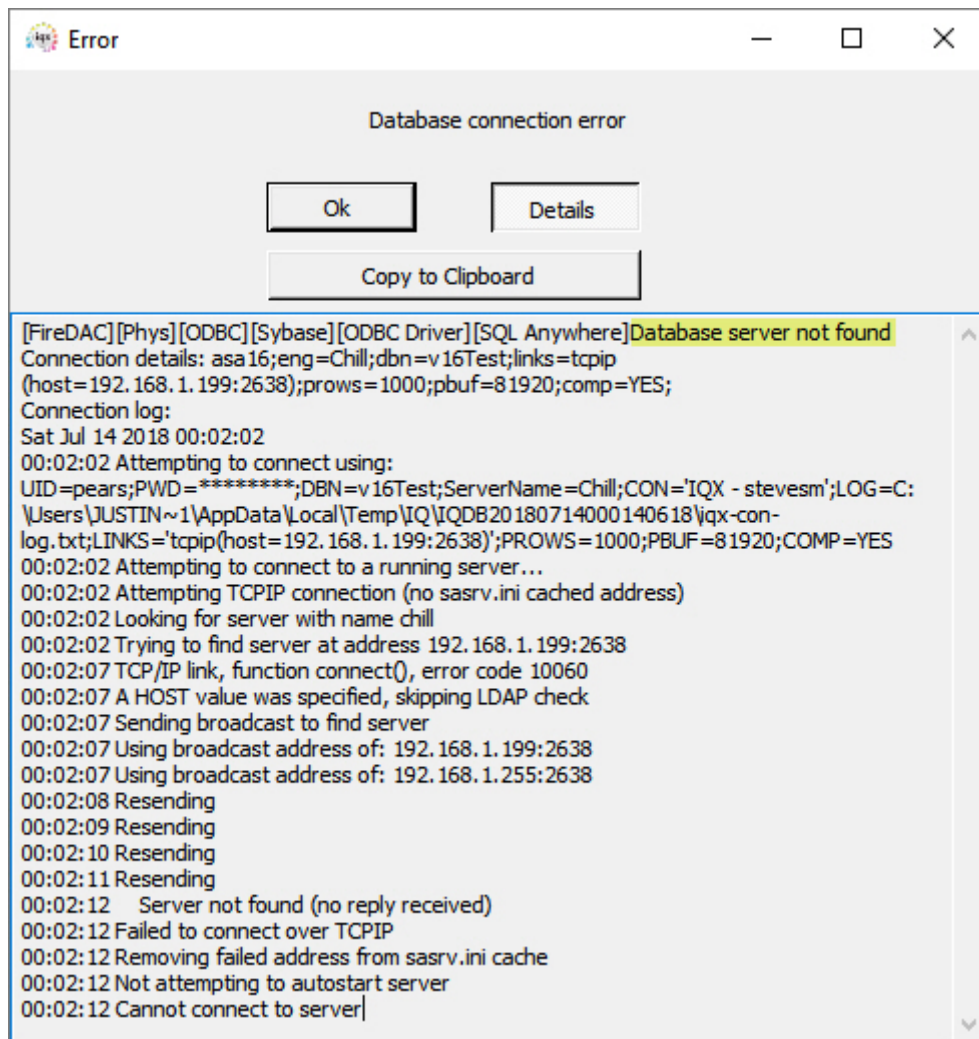 iqx Error
Database connection error
Ok Details
Copy to Clipboard
[FireDAC][Phys][ODBC][Sybase][ODBC Driver][SQL Anywhere]Database server not found
Connection details: asa16;eng=Chill;dbn=v16Test;links=tcpip
(host=192.168.1.199:2638);prows=1000;pbuf=81920;comp=YES;
Connection log:
Sat Jul 14 2018 00:02:02
00:02:02 Attempting to connect using:
UID=pears;PWD=********;DBN=v16Test;ServerName=Chill;CON='IQX - stevesm';LOG=C:
\Users\JUSTIN~1\AppData\Local\Temp\IQ\IQDB20180714000140618\iqx-con-
log.txt;LINKS='tcpip(host=192.168.1.199:2638)';PROWS=1000;PBUF=81920;COMP=YES
00:02:02 Attempting to connect to a running server...
00:02:02 Attempting TCPIP connection (no sasrv.ini cached address)
00:02:02 Looking for server with name chill
00:02:02 Trying to find server at address 192.168.1.199:2638
00:02:07 TCP/IP link, function connect(), error code 10060
00:02:07 A HOST value was specified, skipping LDAP check
00:02:07 Sending broadcast to find server
00:02:07 Using broadcast address of: 192.168.1.199:2638
00:02:07 Using broadcast address of: 192.168.1.255:2638
00:02:08 Resending
00:02:09 Resending
00:02:10 Resending
00:02:11 Resending
00:02:12 Server not found (no reply received)
00:02:12 Failed to connect over TCPIP
00:02:12 Removing failed address from sasrv.ini cache
00:02:12 Not attempting to autostart server
00:02:12 Cannot connect to server